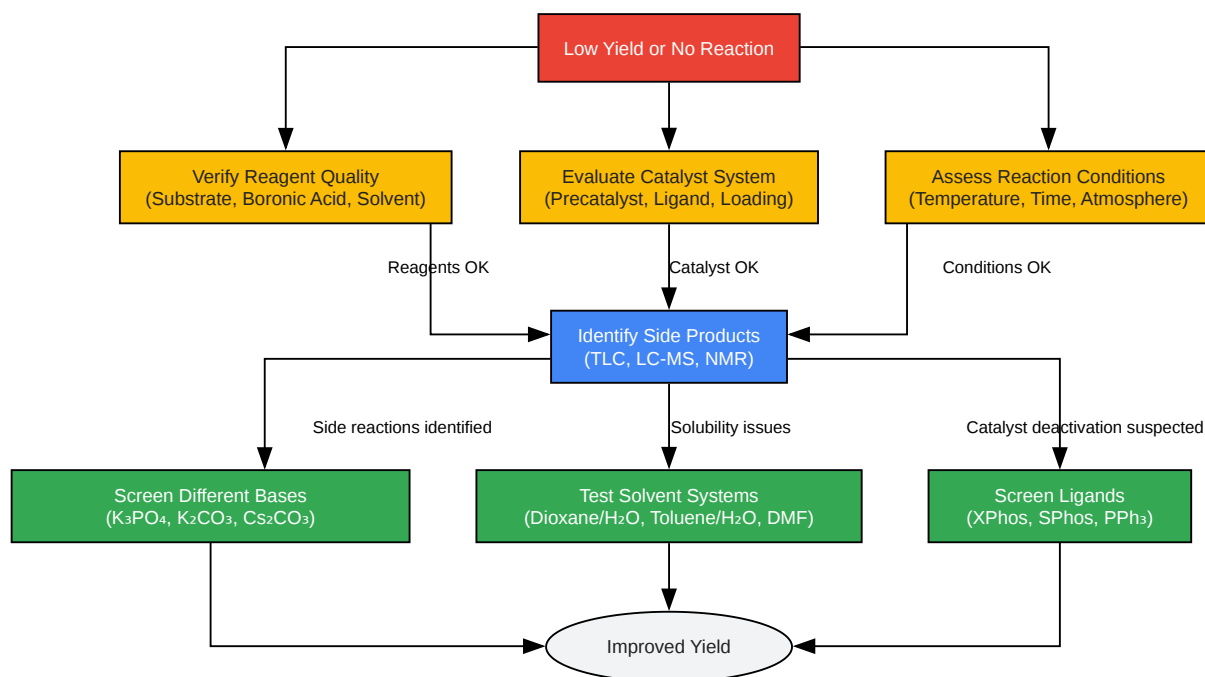 Low Yield or No Reaction
Verify Reagent Quality
(Substrate, Boronic Acid, Solvent)
Evaluate Catalyst System
(Precatalyst, Ligand, Loading)
Assess Reaction Conditions
(Temperature, Time, Atmosphere)
Reagents OK
Catalyst OK
Conditions OK
Identify Side Products
(TLC, LC-MS, NMR)
Side reactions identified
Solubility issues
Catalyst deactivation suspected
Screen Different Bases
(K₃PO₄, K₂CO₃, Cs₂CO₃)
Test Solvent Systems
(Dioxane/H₂O, Toluene/H₂O, DMF)
Screen Ligands
(XPhos, SPhos, PPh₃)
Improved Yield